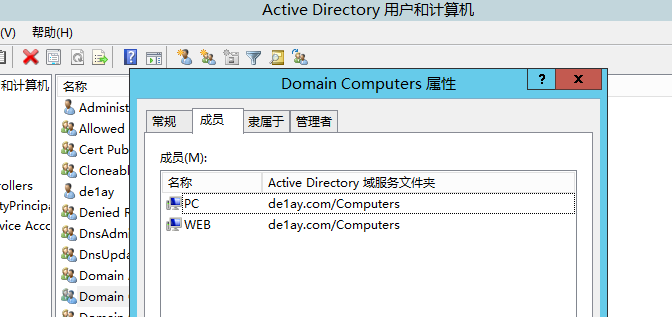 Active Directory 用户和计算机
(V) 帮助(H)
和计算机
名称
Domain Computers 属性
?
x
Administ
Allowed
Cert Pub
Cloneab
de1ay
Denied R
DnsAdmi
DnsUpda
Domain
Domain
rollers
tyPrincipa
vice Acco
常规
成员
隶属于
管理者
成员(M):
名称
Active Directory 域服务文件夹
PC
de1ay.com/Computers
WEB
de1ay.com/Computers